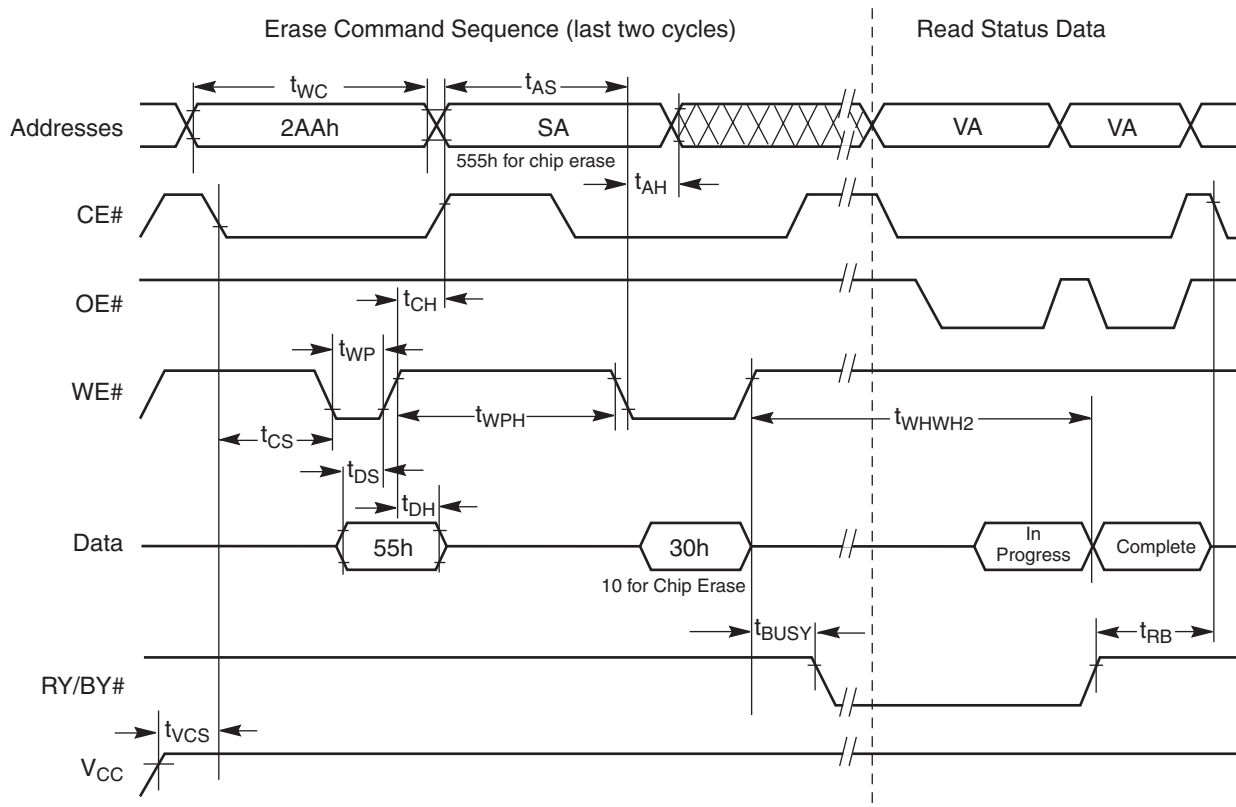 Erase Command Sequence (last two cycles) Read Status Data
tWC tAS
Addresses 2AAh SA VA VA
555h for chip erase
tAH
CE#
OE#
tCH
tWP
WE#
tWPH tWHWH2
tCS
tDS
tDH
Data 55h 30h In Progress Complete
10 for Chip Erase
tBUSY tRB
RY/BY#
tVCS
VCC